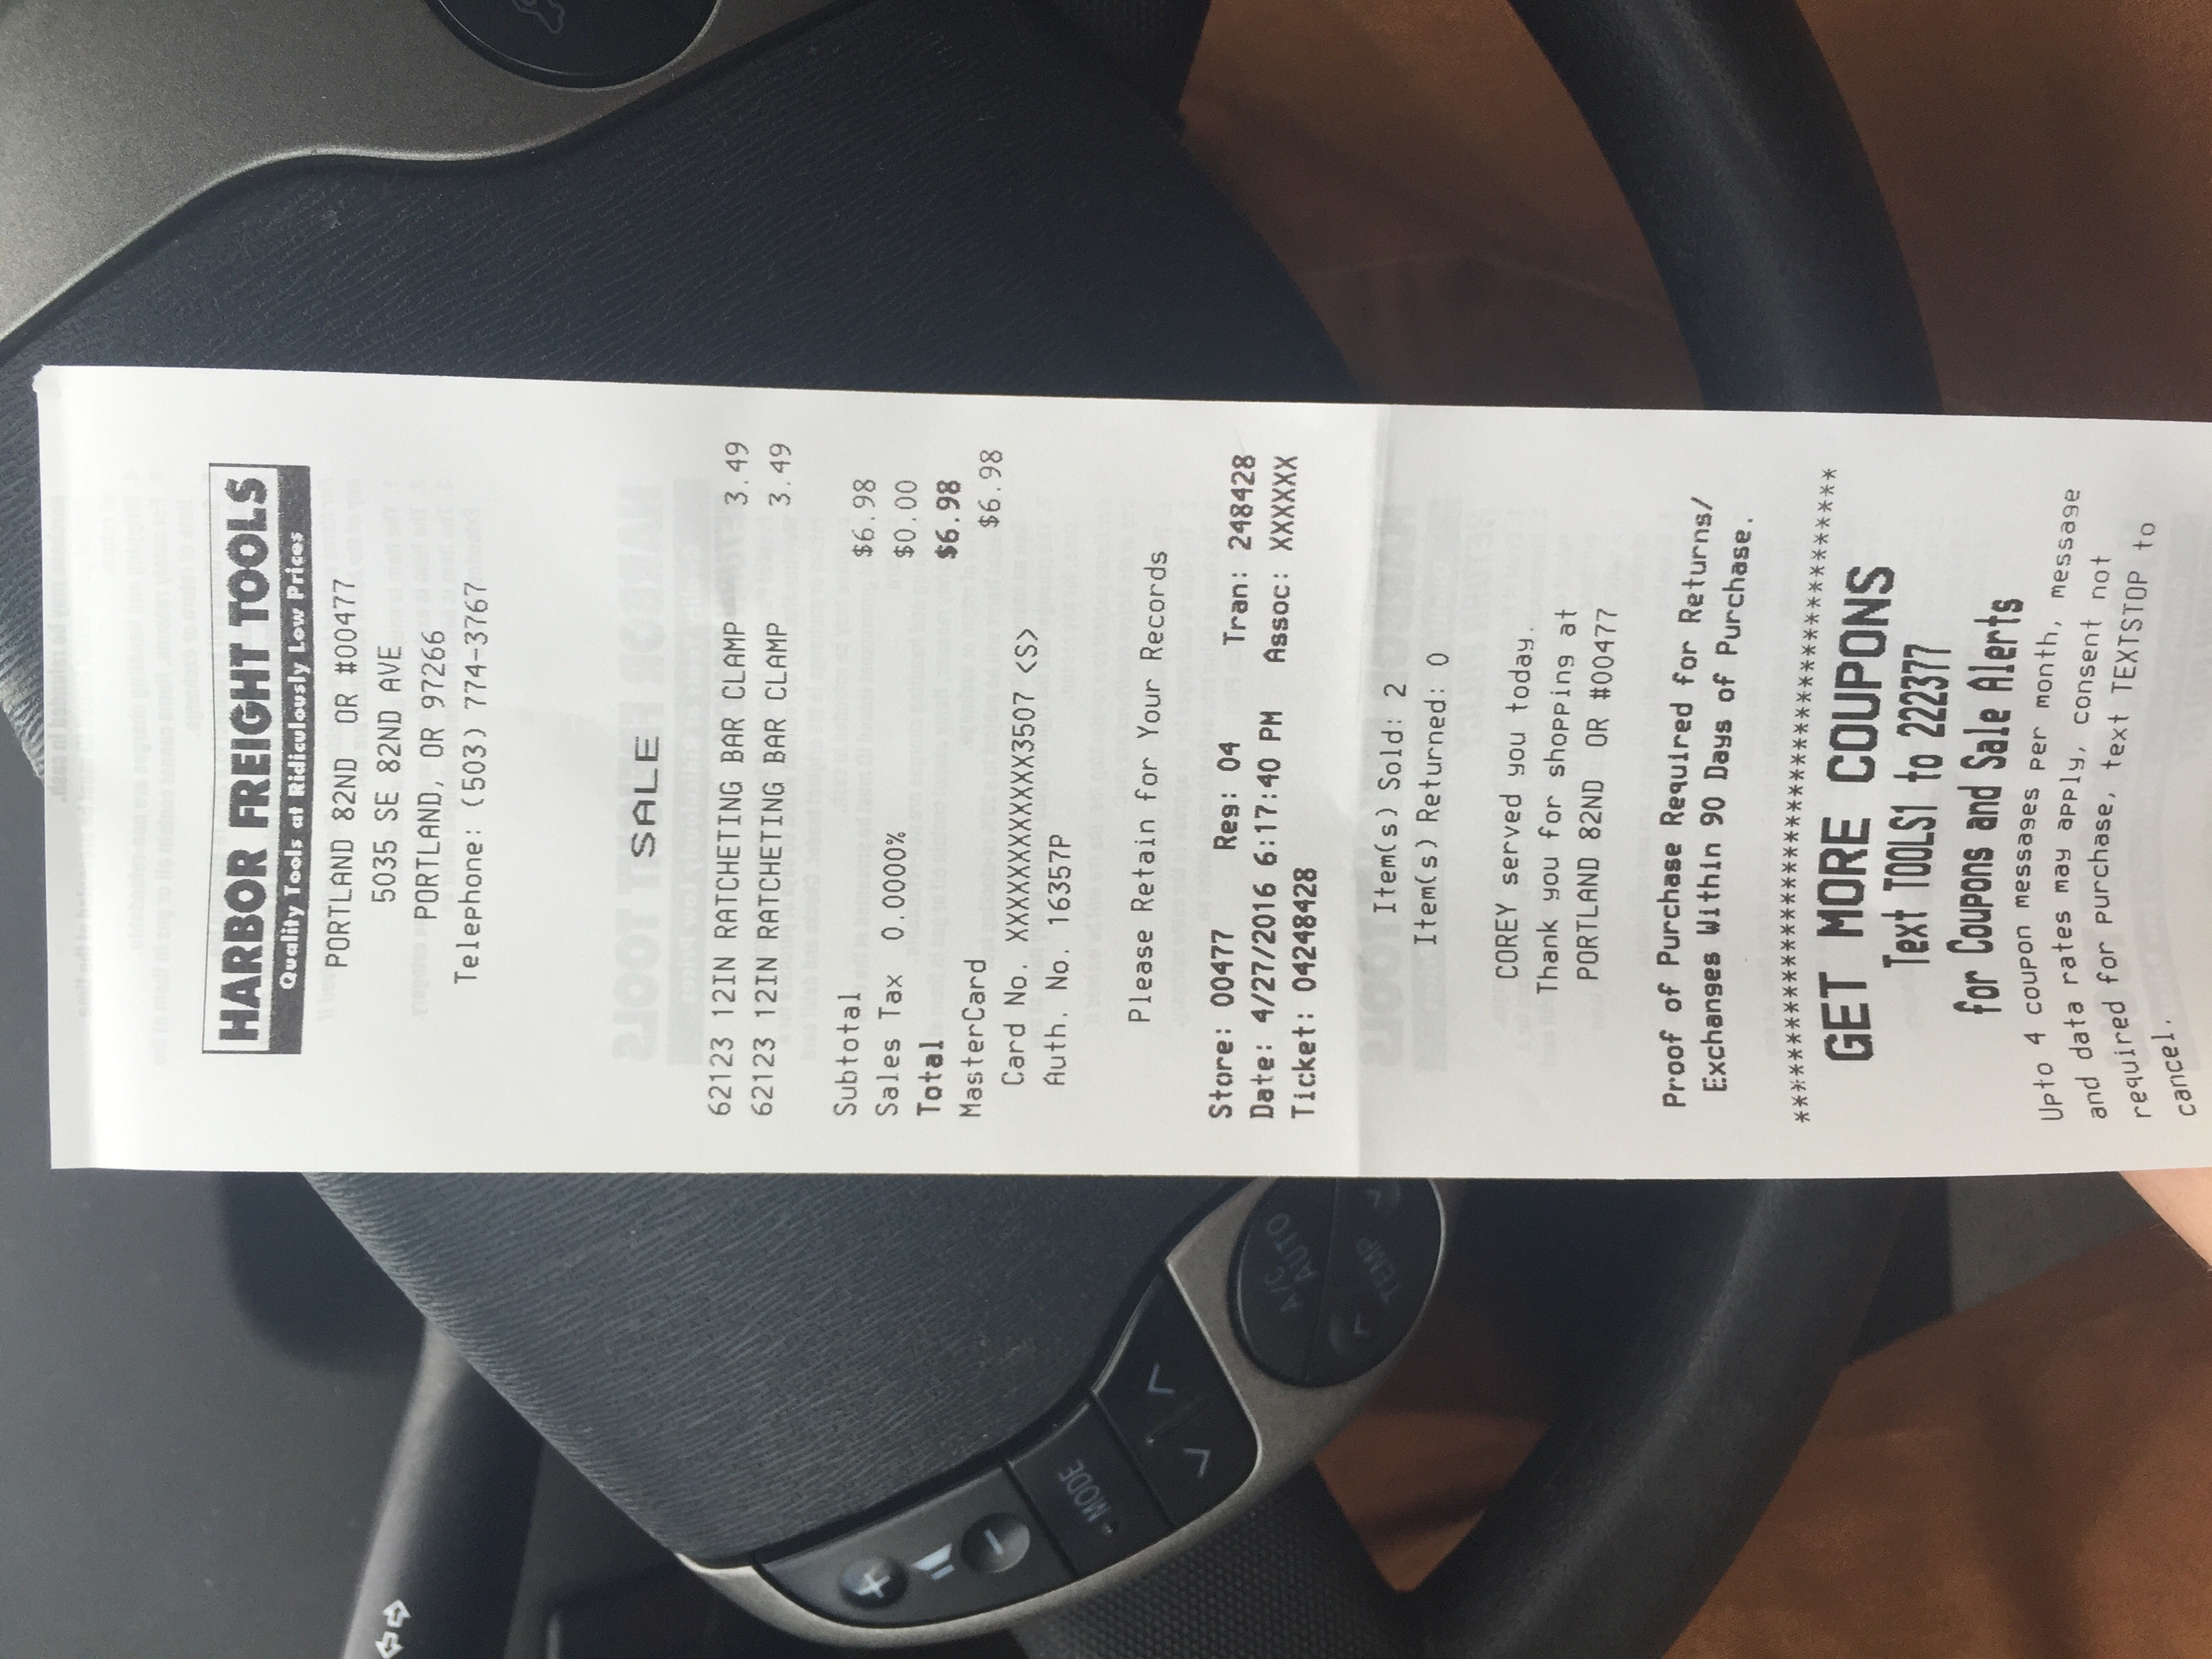 HARBOR FREIGHT TOOLS
Quality Tools at Ridiculously Low Prices
PORTLAND 82ND OR #00477
5035 SE 82ND AVE
PORTLAND, OR 97266
Telephone: (503) 774-3767
SALE
62123 12IN RATCHETING BAR CLAMP 3.49
62123 12IN RATCHETING BAR CLAMP 3.49
Subtotal $6.98
Sales Tax 0.0000% $0.00
Total $6.98
MasterCard $6.98
Card No. XXXXXXXXXXXX3507 <S>
Auth. No. 16357P
Please Retain for Your Records
Store: 00477 Reg: 04 Tran: 248428
Date: 4/27/2016 6:17:40 PM Assoc: XXXXXX
Ticket: 04248428
Item(s) Sold: 2
Item(s) Returned: 0
COREY served you today.
Thank you for shopping at
PORTLAND 82ND OR #00477
Proof of Purchase Required for Returns/
Exchanges Within 90 Days of Purchase.
******************************************
GET MORE COUPONS
Text TOOLS1 to 222377
for Coupons and Sale Alerts
Upto 4 coupon messages per month, message
and data rates may apply, consent not
required for purchase, text TEXTSTOP to
cancel.
MODE
A/C
AUTO
TEMP